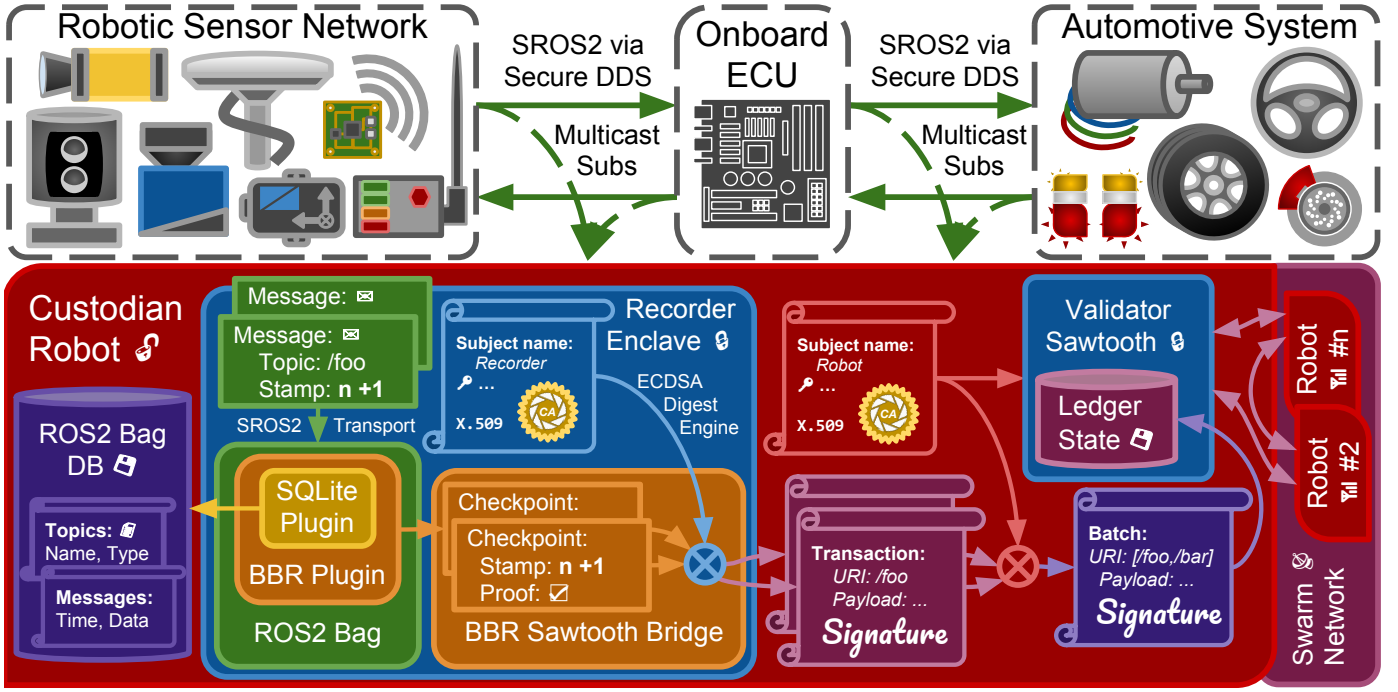 Robotic Sensor Network
SROS2 via
Secure DDS
Multicast
Subs
Onboard
ECU
SROS2 via
Secure DDS
Multicast
Subs
Automotive System
Custodian
Robot
ROS2 Bag
DB
Topics:
Name, Type
Messages:
Time, Data
Message:
Message:
Topic: /foo
Stamp: n +1
SROS2 Transport
SQLite
Plugin
BBR Plugin
ROS2 Bag
Recorder
Enclave
Subject name:
Recorder
...
X.509
CA
ECDSA
Digest
Engine
Checkpoint:
Checkpoint:
Stamp: n +1
Proof:
BBR Sawtooth Bridge
Subject name:
Robot
...
X.509
CA
Transaction:
URI: /foo
Payload: ...
Signature
Validator
Sawtooth
Ledger
State
Batch:
URI: [/foo,/bar]
Payload: ...
Signature
Robot
#n
Robot
#2
Swarm
Network